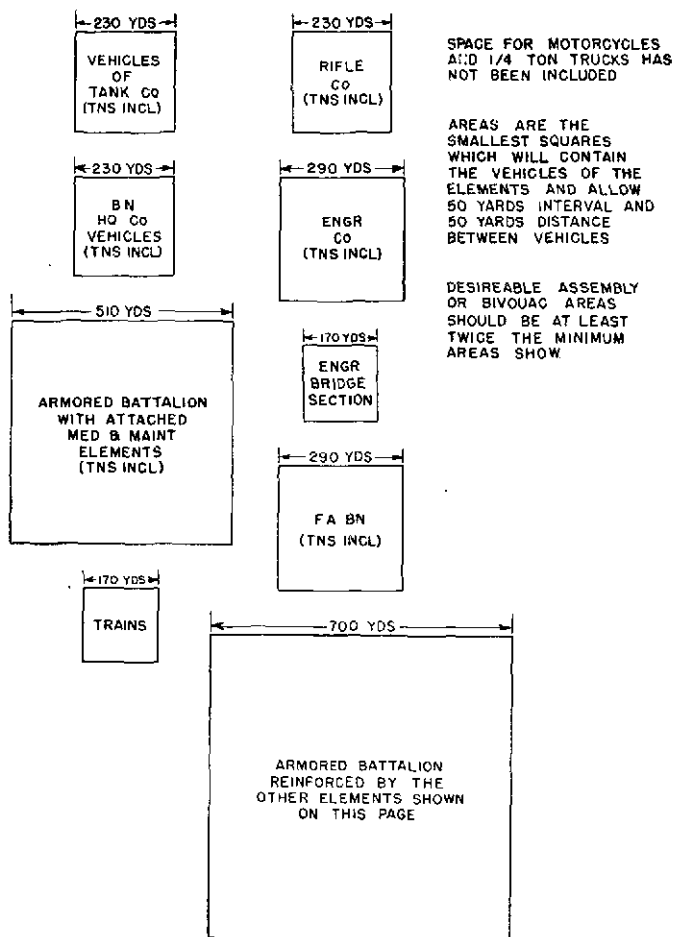 230 YDS
VEHICLES
OF
TANK CO
(TNS INCL)
230 YDS
RIFLE
CO
(TNS INCL)
SPACE FOR MOTORCYCLES
AND 1/4 TON TRUCKS HAS
NOT BEEN INCLUDED
230 YDS
BN
HQ CO
VEHICLES
(TNS INCL)
290 YDS
ENGR
CO
(TNS INCL)
AREAS ARE THE
SMALLEST SQUARES
WHICH WILL CONTAIN
THE VEHICLES OF THE
ELEMENTS AND ALLOW
50 YARDS INTERVAL AND
50 YARDS DISTANCE
BETWEEN VEHICLES
510 YDS
ARMORED BATTALION
WITH ATTACHED
MED & MAINT
ELEMENTS
(TNS INCL)
170 YDS
ENGR
BRIDGE
SECTION
DESIREABLE ASSEMBLY
OR BIVOUAC AREAS
SHOULD BE AT LEAST
TWICE THE MINIMUM
AREAS SHOW
290 YDS
FA BN
(TNS INCL)
170 YDS
TRAINS
700 YDS
ARMORED BATTALION
REINFORCED BY THE
OTHER ELEMENTS SHOWN
ON THIS PAGE